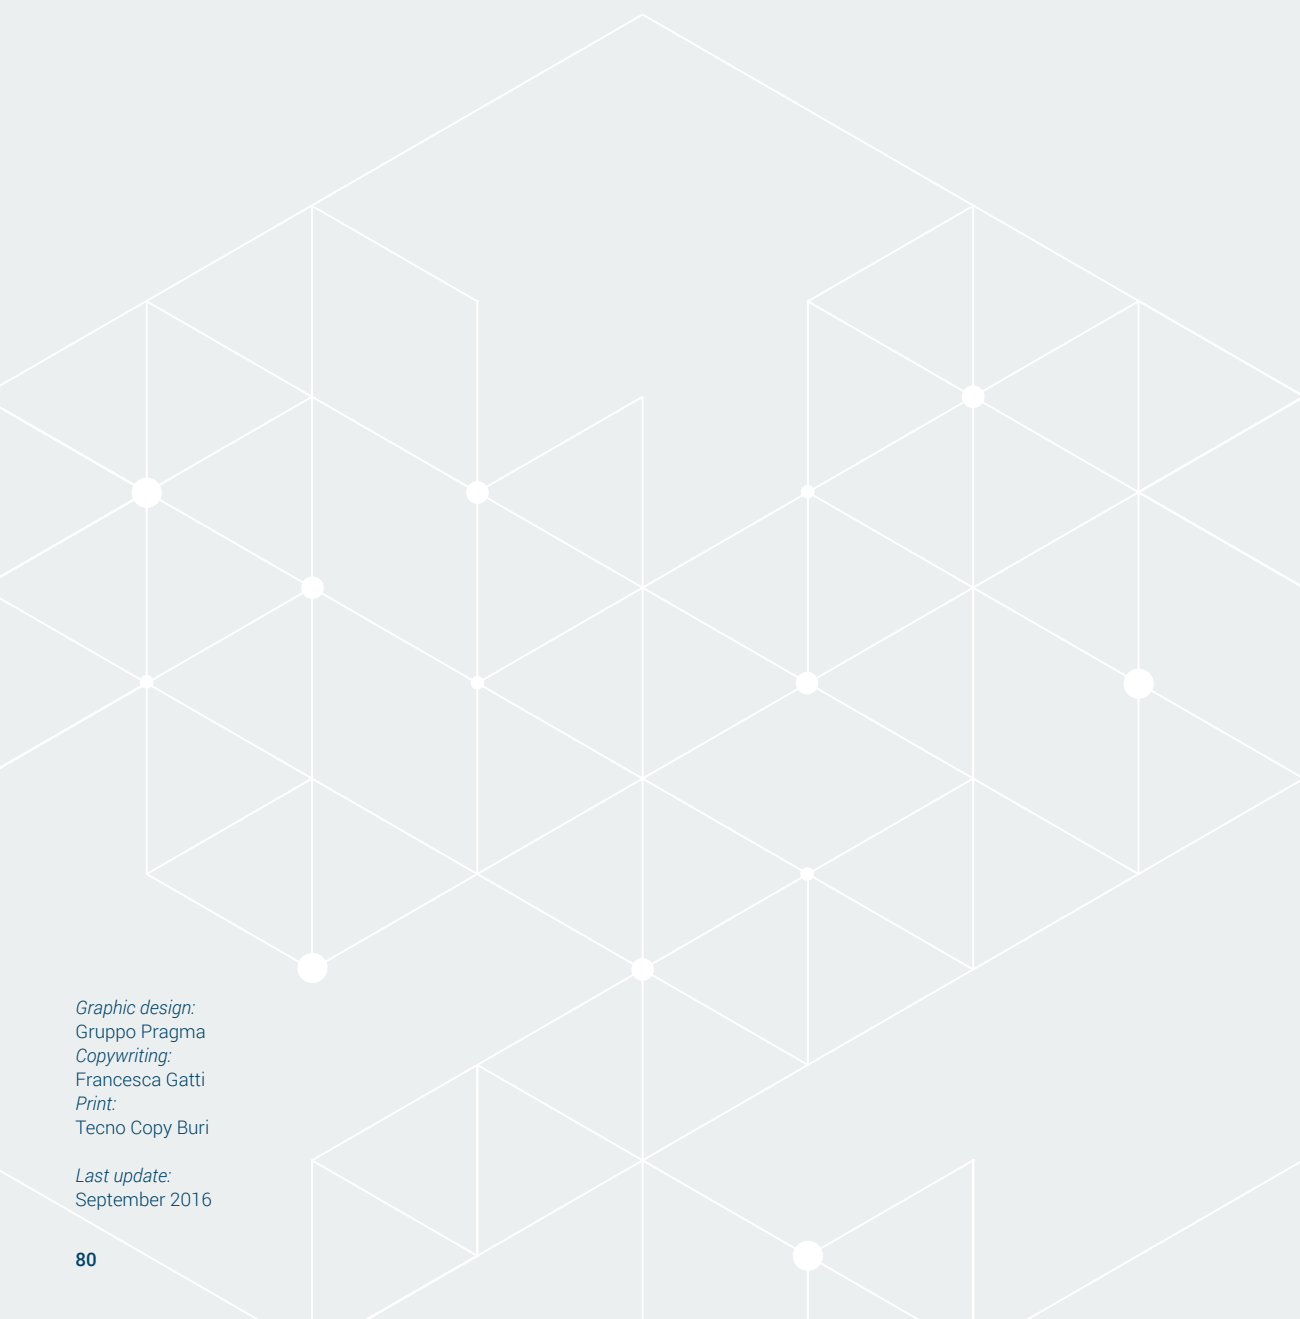 Graphic design:
Gruppo Pragma
Copywriting:
Francesca Gatti
Print:
Tecno Copy Buri
Last update:
September 2016
80